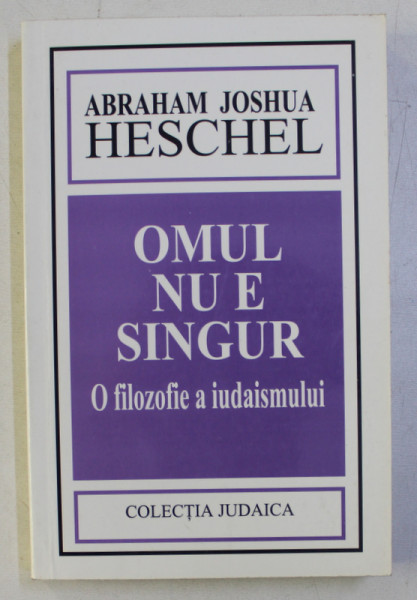 ABRAHAM JOSHUA
HESCHEL
OMUL
NU E
SINGUR
O filozofie a iudaismului
COLECȚIA JUDAICA